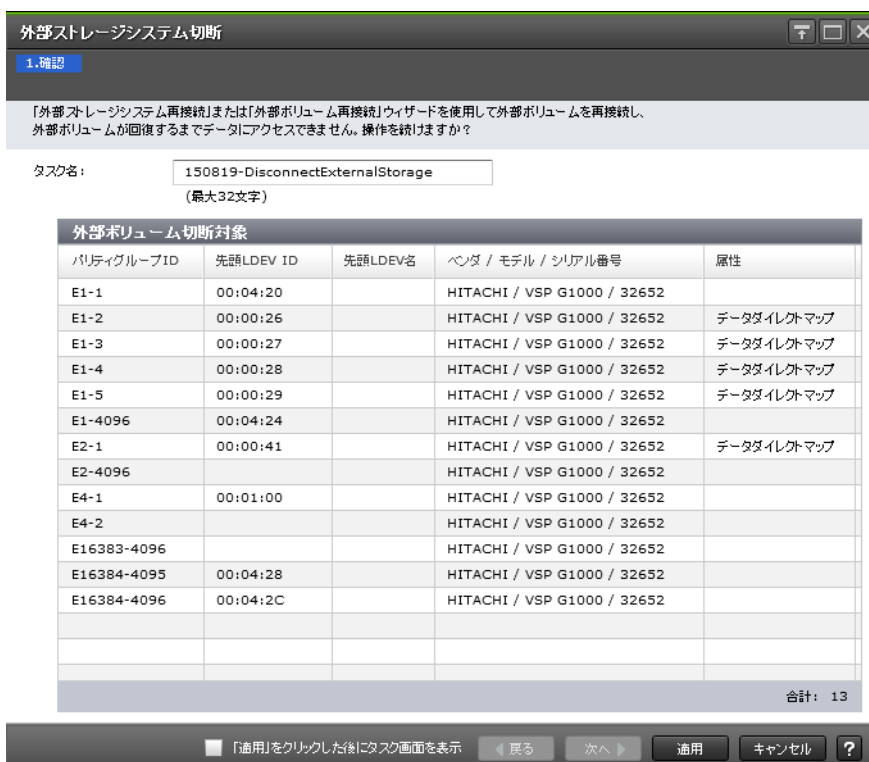 外部ストレージシステム切断
1.確認
「外部ストレージシステム再接続」または「外部ボリューム再接続」ウィザードを使用して外部ボリュームを再接続し、
外部ボリュームが回復するまでデータにアクセスできません。操作を続けますか？
タスク名: 150819-DisconnectExternalStorage
(最大32文字)
外部ボリューム切断対象
パリティグループID 先頭LDEV ID 先頭LDEV名 ベンダ / モデル / シリアル番号 属性
E1-1 00:04:20 HITACHI / VSP G1000 / 32652
E1-2 00:00:26 HITACHI / VSP G1000 / 32652 データダイレクトマップ
E1-3 00:00:27 HITACHI / VSP G1000 / 32652 データダイレクトマップ
E1-4 00:00:28 HITACHI / VSP G1000 / 32652 データダイレクトマップ
E1-5 00:00:29 HITACHI / VSP G1000 / 32652 データダイレクトマップ
E1-4096 00:04:24 HITACHI / VSP G1000 / 32652
E2-1 00:00:41 HITACHI / VSP G1000 / 32652 データダイレクトマップ
E2-4096 HITACHI / VSP G1000 / 32652
E4-1 00:01:00 HITACHI / VSP G1000 / 32652
E4-2 HITACHI / VSP G1000 / 32652
E16383-4096 HITACHI / VSP G1000 / 32652
E16384-4095 00:04:28 HITACHI / VSP G1000 / 32652
E16384-4096 00:04:2C HITACHI / VSP G1000 / 32652
合計: 13
「適用」をクリックした後にタスク画面を表示 戻る 次へ 適用 キャンセル ?